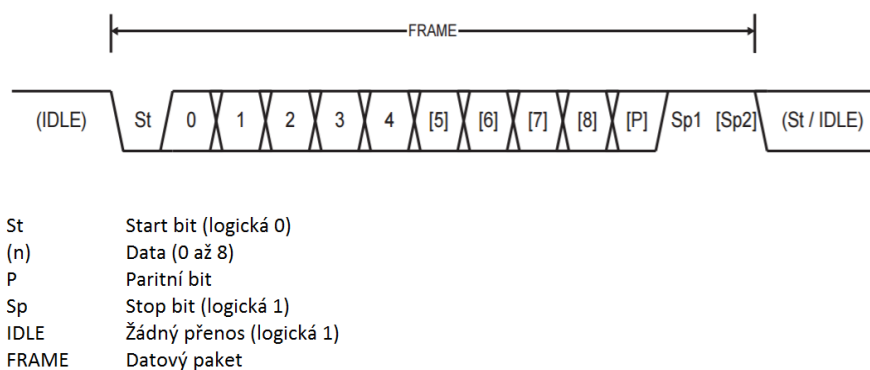 FRAME
(IDLE) St 0 1 2 3 4 [5] [6] [7] [8] [P] Sp1 [Sp2] (St / IDLE)
St Start bit (logická 0)
(n) Data (0 až 8)
P Paritní bit
Sp Stop bit (logická 1)
IDLE Žádný přenos (logická 1)
FRAME Datový paket